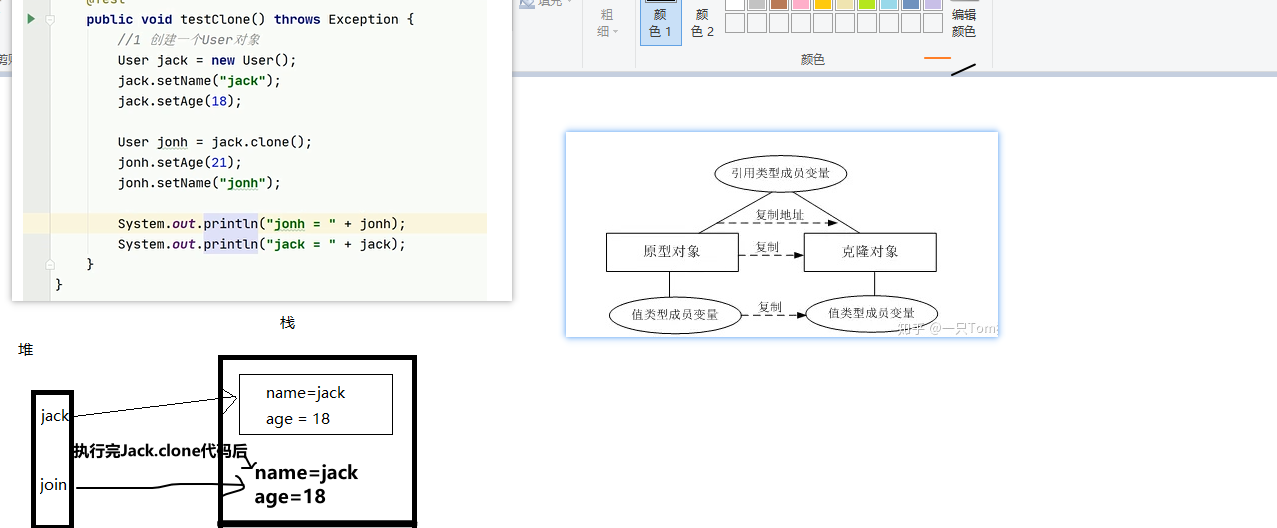 @Test
public void testClone() throws Exception {
//1 创建一个User对象
User jack = new User();
jack.setName("jack");
jack.setAge(18);
User jonh = jack.clone();
jonh.setAge(21);
jonh.setName("jonh");
System.out.println("jonh = " + jonh);
System.out.println("jack = " + jack);
}
}
填充
粗
细
颜
色 1
颜
色 2
编辑
颜色
颜色
引用类型成员变量
复制地址
原型对象
复制
克隆对象
值类型成员变量
复制
值类型成员变量
知乎 @一只Tom
栈
堆
jack
name=jack
age = 18
执行完Jack.clone代码后
join
name=jack
age=18